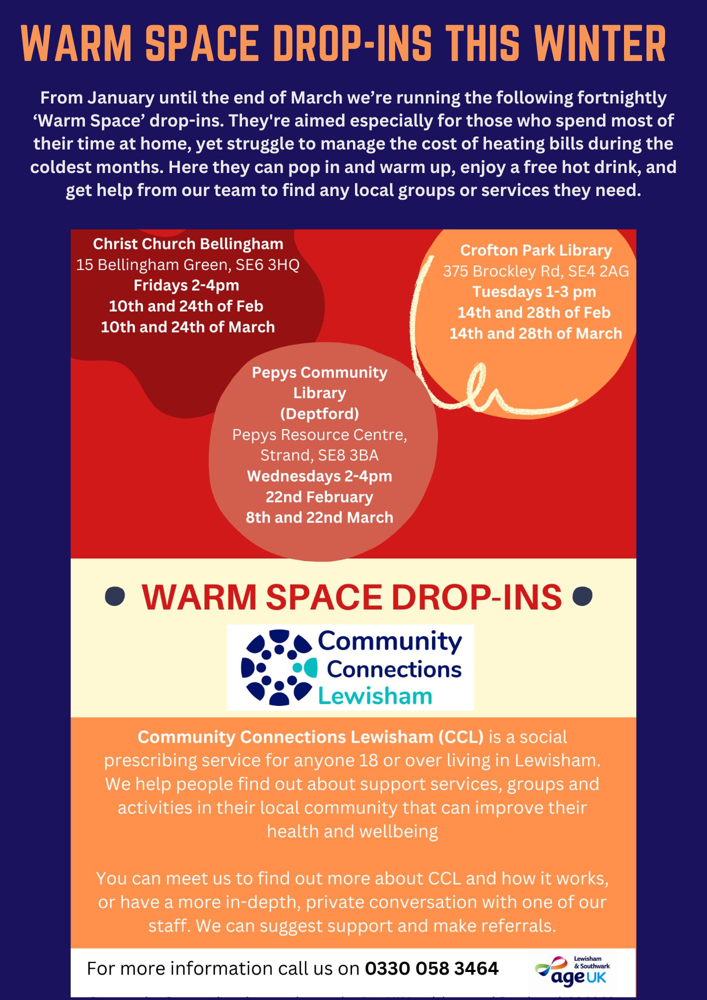 WARM SPACE DROP-INS THIS WINTER
From January until the end of March we’re running the following fortnightly
‘Warm Space’ drop-ins. They're aimed especially for those who spend most of
their time at home, yet struggle to manage the cost of heating bills during the
coldest months. Here they can pop in and warm up, enjoy a free hot drink, and
get help from our team to find any local groups or services they need.
Christ Church Bellingham
15 Bellingham Green, SE6 3HQ
Fridays 2-4pm
10th and 24th of Feb
10th and 24th of March
Crofton Park Library
375 Brockley Rd, SE4 2AG
Tuesdays 1-3 pm
14th and 28th of Feb
14th and 28th of March
Pepys Community
Library
(Deptford)
Pepys Resource Centre,
Strand, SE8 3BA
Wednesdays 2-4pm
22nd February
8th and 22nd March
WARM SPACE DROP-INS
Community
Connections
Lewisham
Community Connections Lewisham (CCL) is a social
prescribing service for anyone 18 or over living in Lewisham.
We help people find out about support services, groups and
activities in their local community that can improve their
health and wellbeing
You can meet us to find out more about CCL and how it works,
or have a more in-depth, private conversation with one of our
staff. We can suggest support and make referrals.
For more information call us on 0330 058 3464
Lewisham
& Southwark
age UK